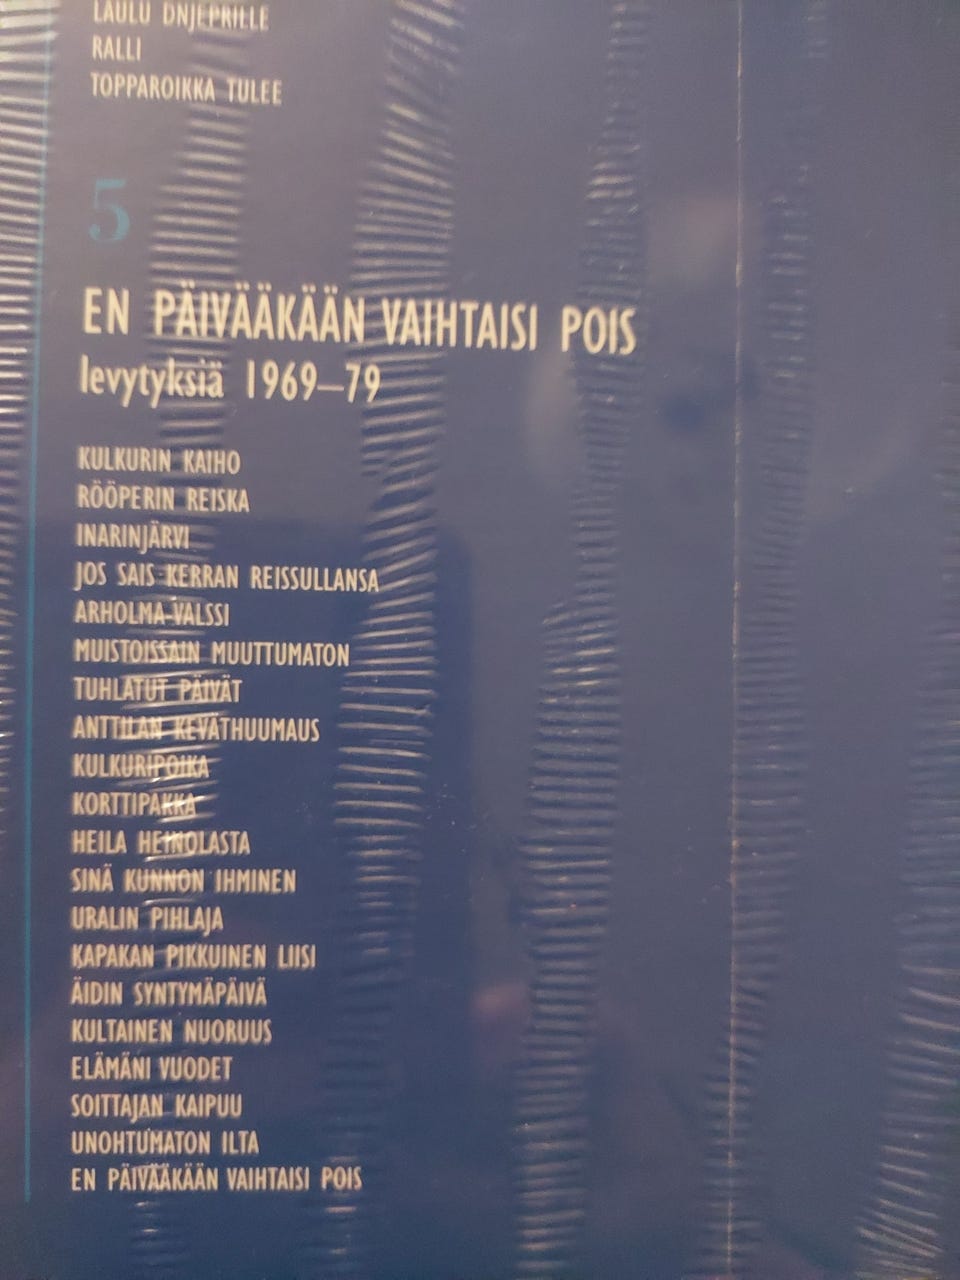 LAULU DNJEPRILLE
RALLI
TOPPAROIKKA TULEE
5
EN PÄIVÄÄKÄÄN VAIHTAISI POIS
levytyksiä 1969–79
KULKURIN KAIHO
RÖÖPERIN REISKA
INARINJÄRVI
JOS SAIS KERRAN REISSULLANSA
ARHOLMA-VALSSI
MUISTOISSAIN MUUTTUMATON
TUHLATUT PÄIVÄT
ANTTILAN KEVÄTHUUMAUS
KULKURIPOIKA
KORTTIPAKKA
HEILA HEINOLASTA
SINÄ KUNNON IHMINEN
URALIN PIHLAJA
KAPAKAN PIKKUINEN LIISI
ÄIDIN SYNTYMÄPÄIVÄ
KULTAINEN NUORUUS
ELÄMÄNI VUODET
SOITTAJAN KAIPUU
UNOHTUMATON ILTA
EN PÄIVÄÄKÄÄN VAIHTAISI POIS